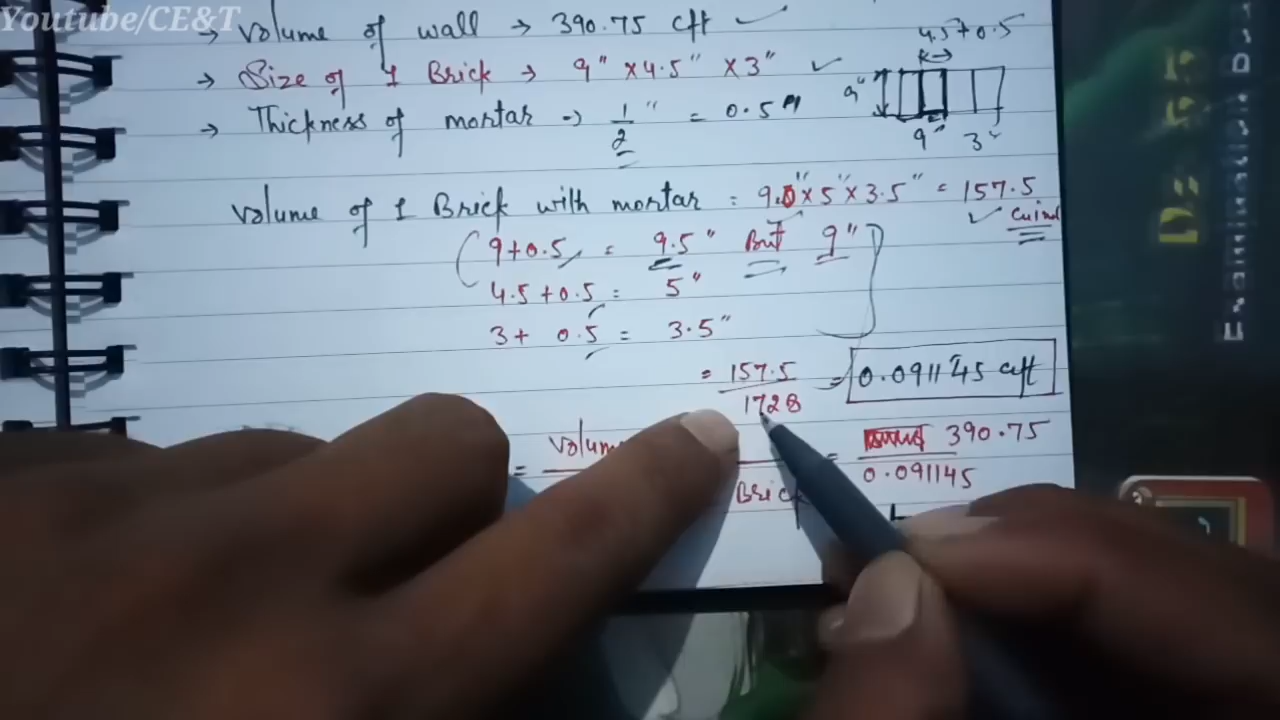 Youtube/CE&T
→ Volume of wall → 390.75 cft ✓
4.5+0.5
→ Size of 1 Brick → 9" × 4.5" × 3" ✓
9"
→ Thickness of mortar → 1/2" = 0.5"
9" 3"
Volume of 1 Brick with mortar = 9.0" × 5" × 3.5" = 157.5
(9+0.5 = 9.5" But 9")
4.5+0.5 = 5"
3+ 0.5 = 3.5"
= 157.5/1728 = 0.091145 cft
= = 390.75/0.091145
Bric